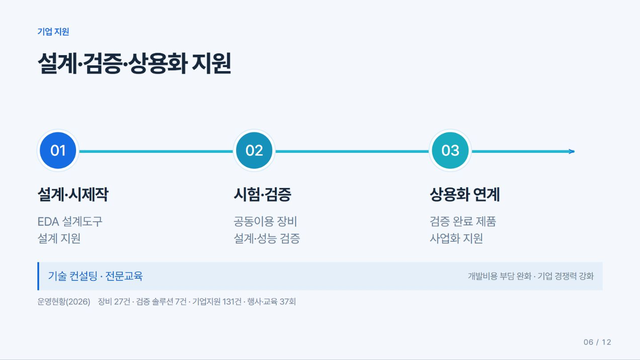 기업 지원
설계·검증·상용화 지원
01
02
03
설계·시제작
시험·검증
상용화 연계
EDA 설계도구
설계 지원
공동이용 장비
설계·성능 검증
검증 완료 제품
사업화 지원
기술 컨설팅 · 전문교육
개발비용 부담 완화 · 기업 경쟁력 강화
운영현황(2026) 장비 27건 · 검증 솔루션 7건 · 기업지원 131건 · 행사·교육 37회
06 / 12